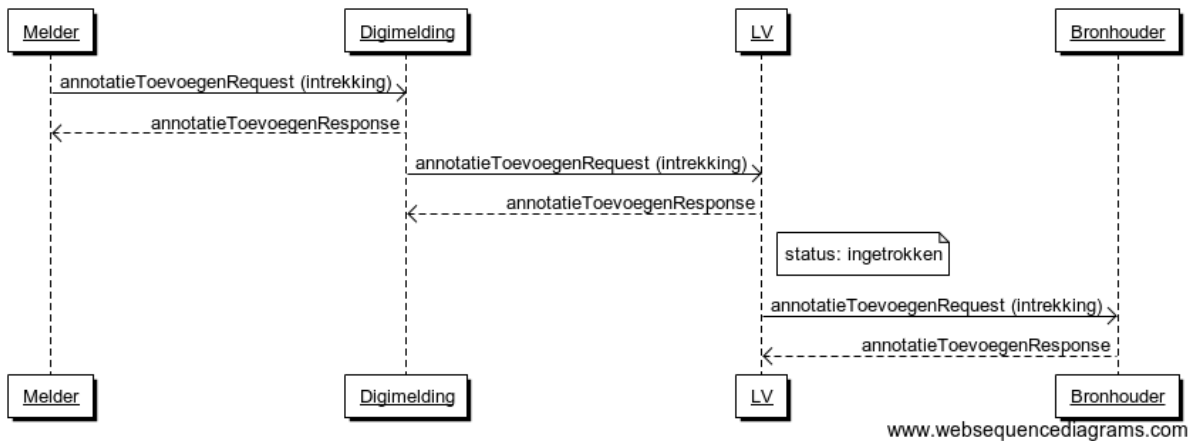 Melder
Digimelding
LV
Bronhouder
annotatieToevoegenRequest (intrekking)
annotatieToevoegenResponse
annotatieToevoegenRequest (intrekking)
annotatieToevoegenResponse
status: ingetrokken
annotatieToevoegenRequest (intrekking)
annotatieToevoegenResponse
Melder
Digimelding
LV
Bronhouder
www.websequencediagrams.com